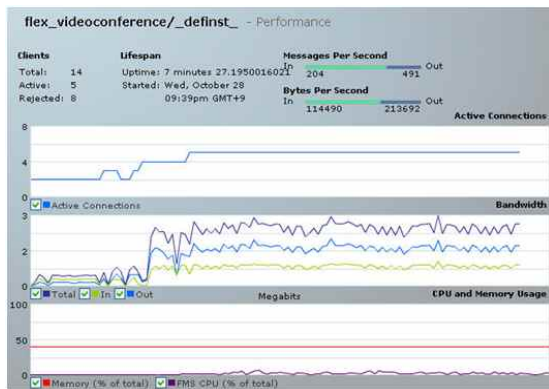 flex_videoconference/_definst_ - Performance
Clients
Total: 14
Active: 5
Rejected: 8
Lifespan
Uptime: 7 minutes 27.1950016021
Started: Wed, October 28
09:39pm GMT+9
Messages Per Second
In Out
204 491
Bytes Per Second
In Out
114490 213692
Active Connections
8
4
0
Active Connections
Bandwidth
3
2
0
Total In Out
Megabits
CPU and Memory Usage
100
50
0
Memory (% of total) FMS CPU (% of total)